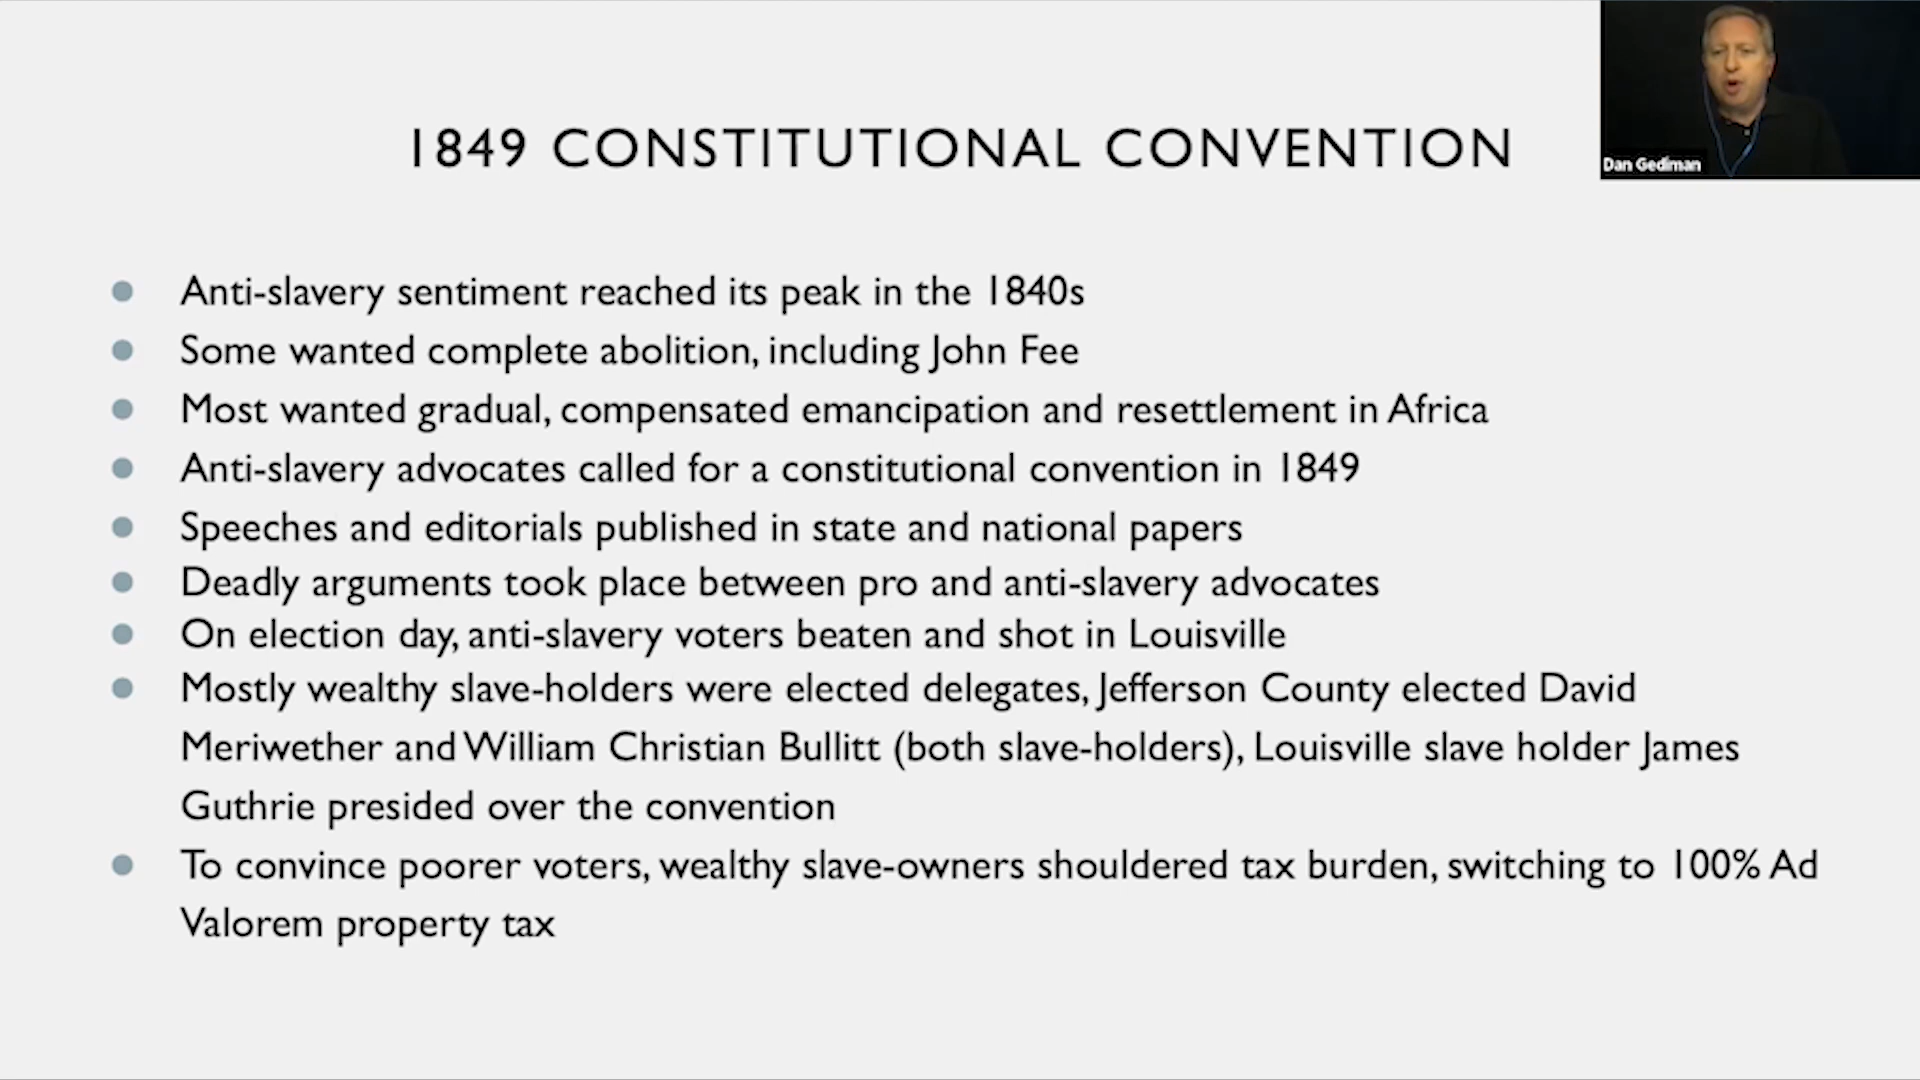 1849 CONSTITUTIONAL CONVENTION
Dan Gediman
Anti-slavery sentiment reached its peak in the 1840s
Some wanted complete abolition, including John Fee
Most wanted gradual, compensated emancipation and resettlement in Africa
Anti-slavery advocates called for a constitutional convention in 1849
Speeches and editorials published in state and national papers
Deadly arguments took place between pro and anti-slavery advocates
On election day, anti-slavery voters beaten and shot in Louisville
Mostly wealthy slave-holders were elected delegates, Jefferson County elected David
Meriwether and William Christian Bullitt (both slave-holders), Louisville slave holder James
Guthrie presided over the convention
To convince poorer voters, wealthy slave-owners shouldered tax burden, switching to 100% Ad
Valorem property tax